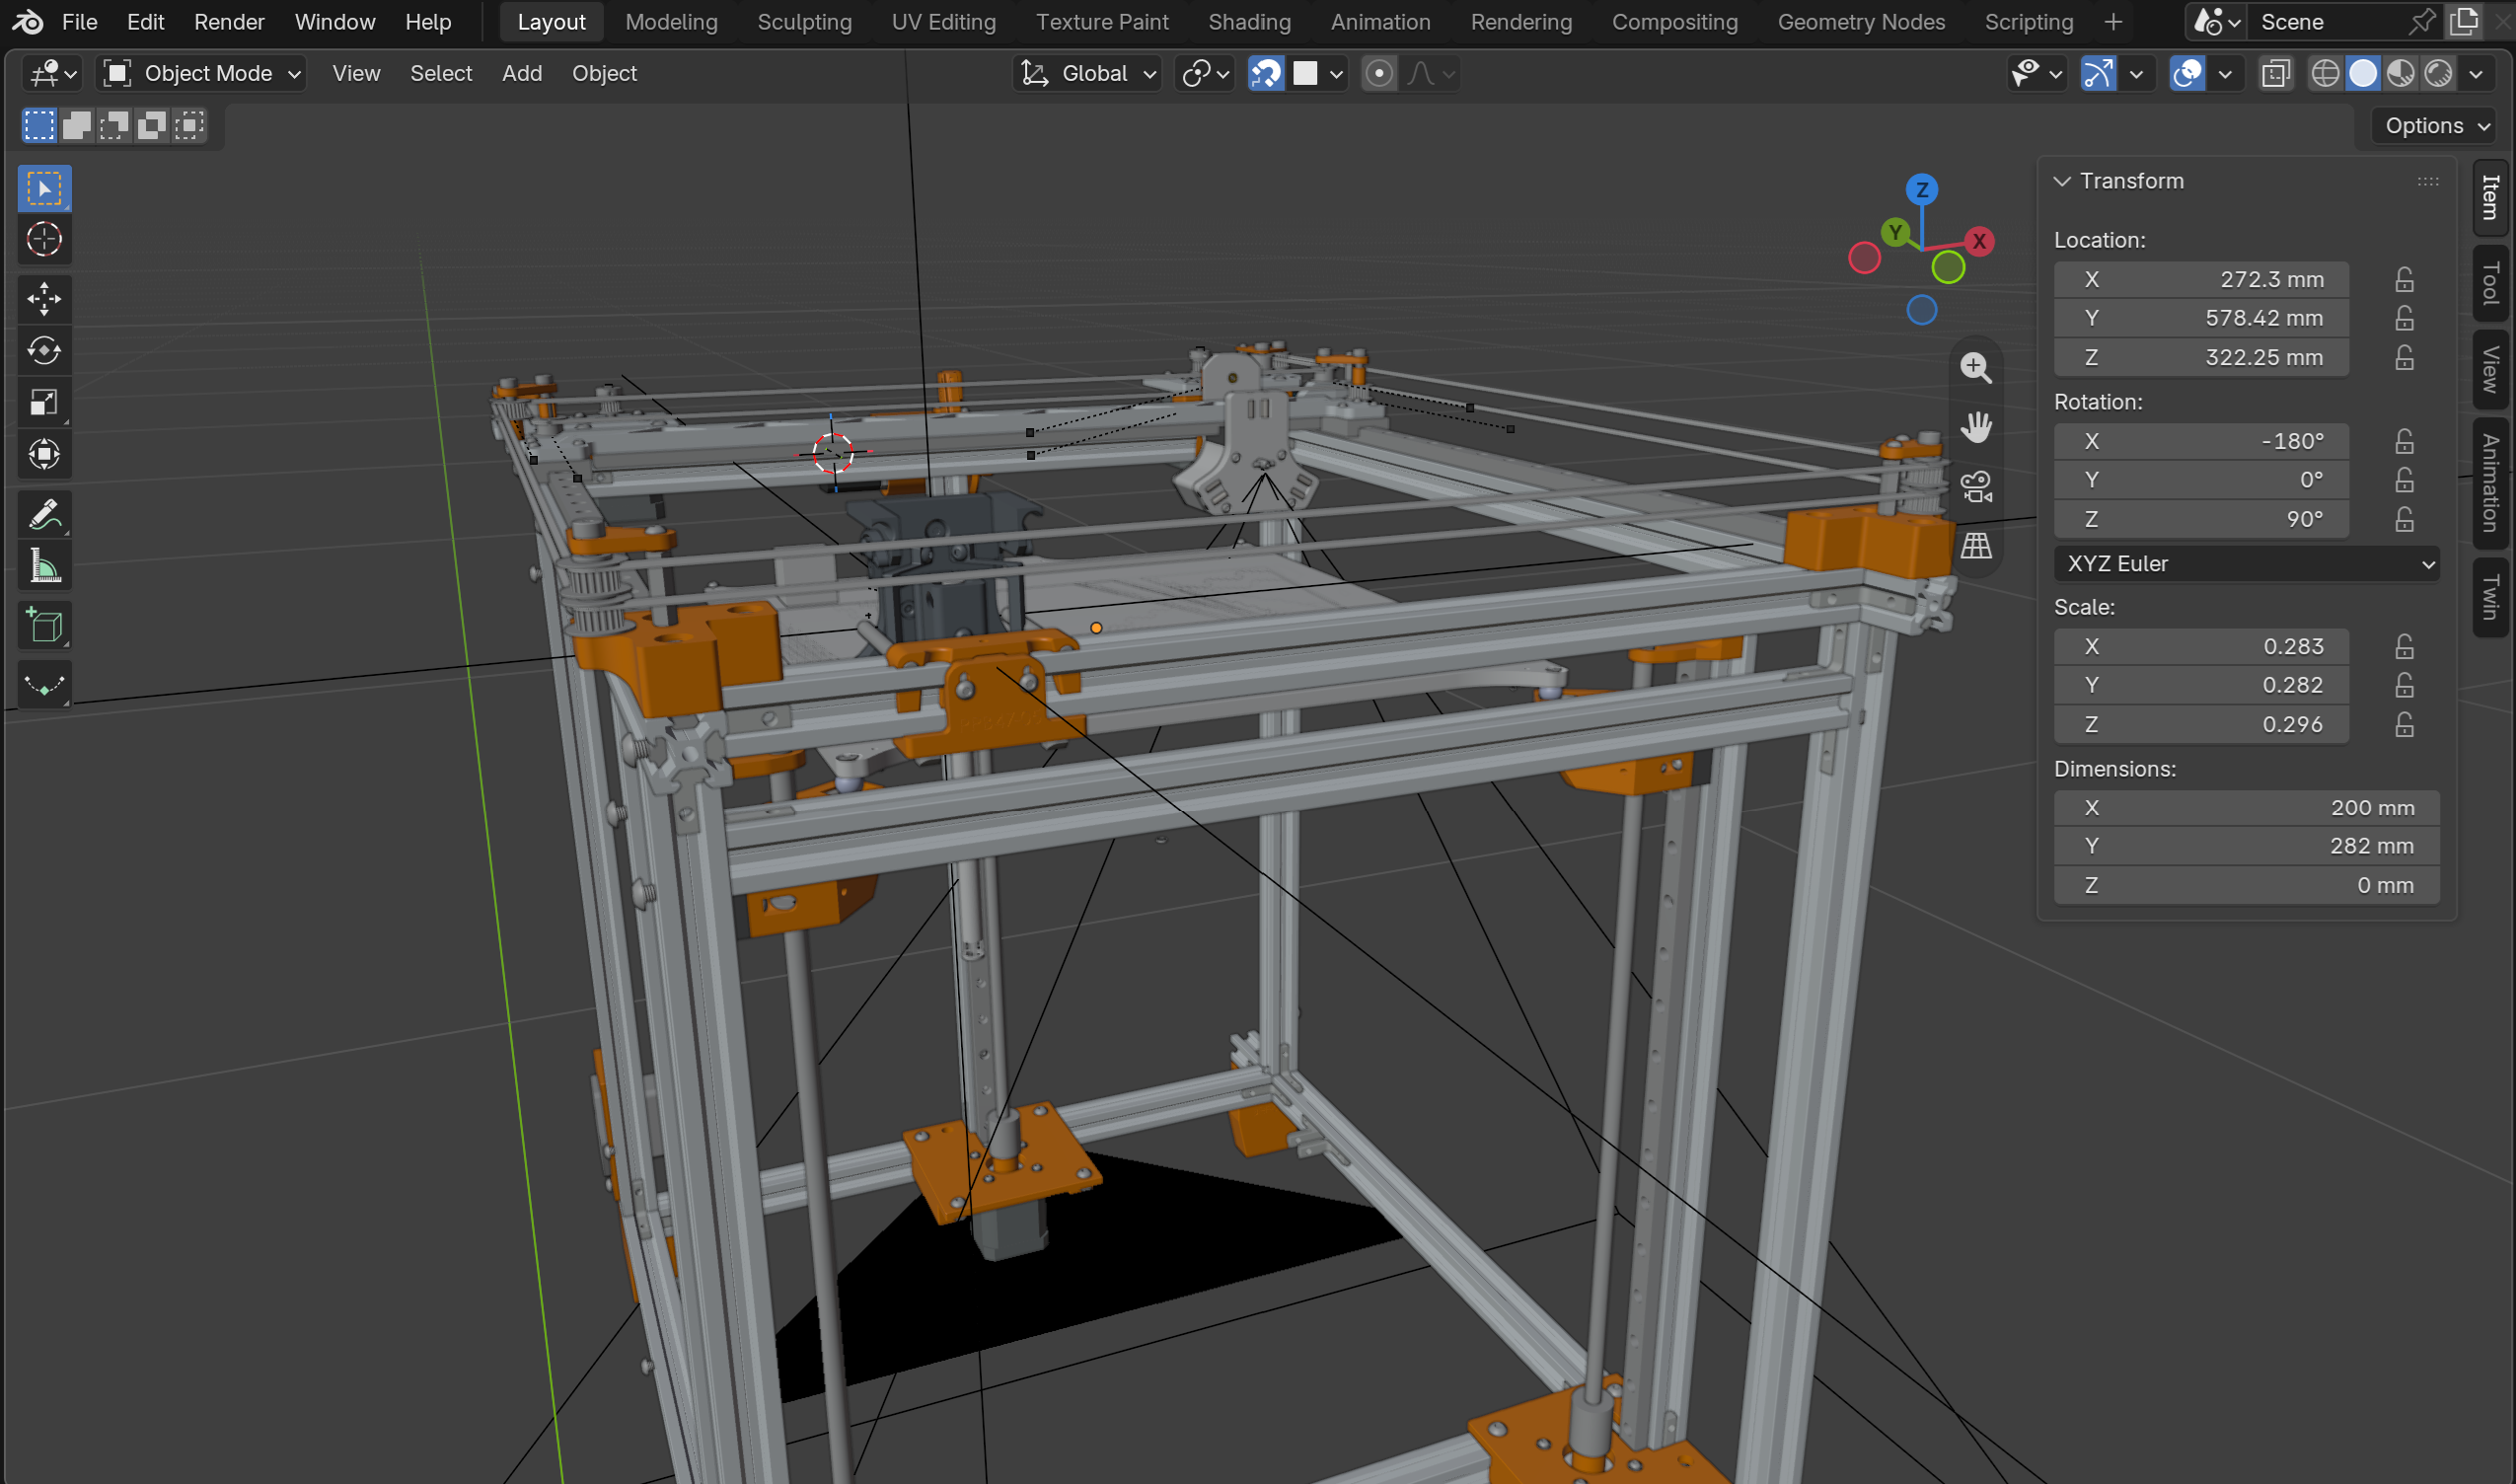 File Edit Render Window Help Layout Modeling Sculpting UV Editing Texture Paint Shading Animation Rendering Compositing Geometry Nodes Scripting + Scene
Object Mode View Select Add Object Global
Options
Z
Y
X
Transform
Location:
X 272.3 mm
Y 578.42 mm
Z 322.25 mm
Rotation:
X -180°
Y 0°
Z 90°
XYZ Euler
Scale:
X 0.283
Y 0.282
Z 0.296
Dimensions:
X 200 mm
Y 282 mm
Z 0 mm
Item
Tool
View
Animation
Twin